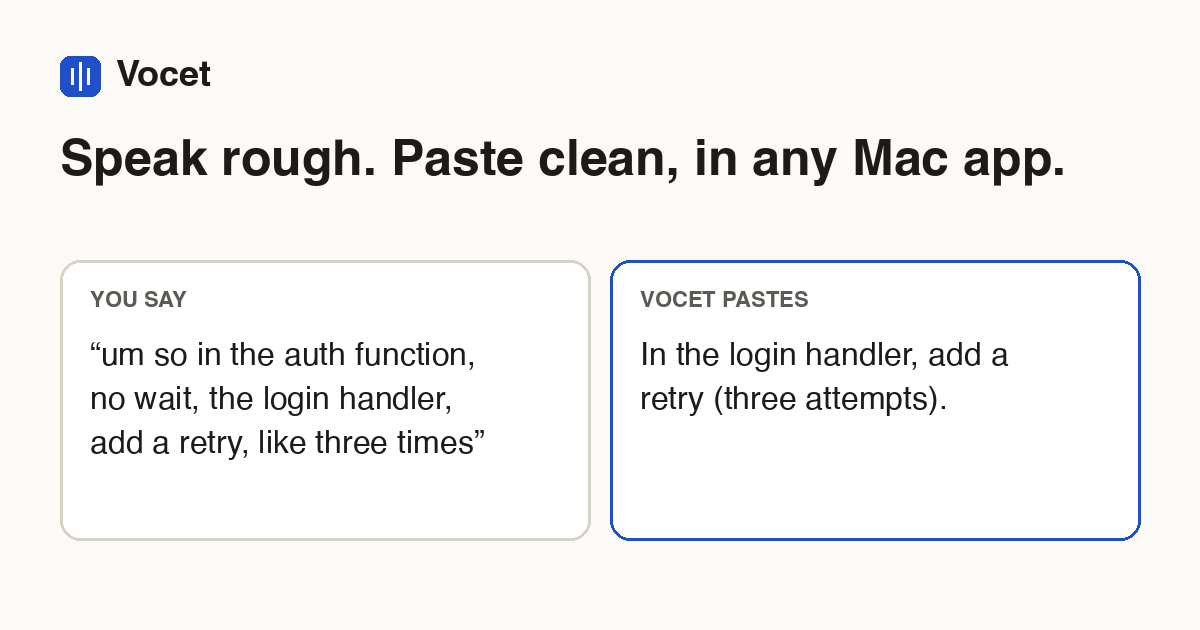 Vocet
Speak rough. Paste clean, in any Mac app.
YOU SAY
“um so in the auth function,
no wait, the login handler,
add a retry, like three times”
VOCET PASTES
In the login handler, add a
retry (three attempts).